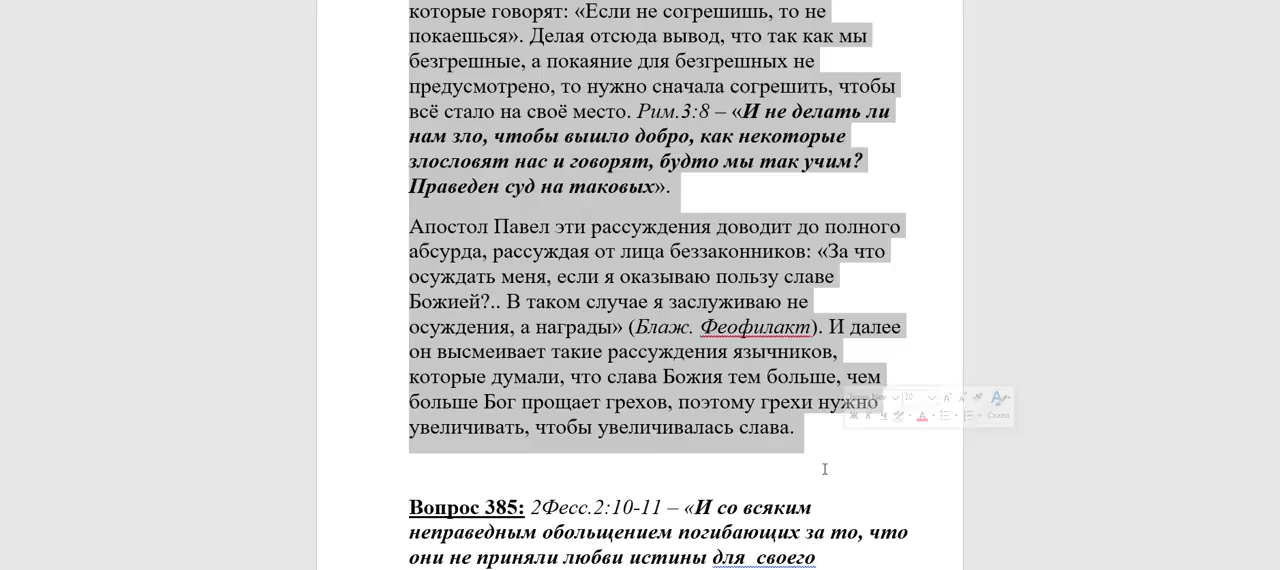 которые говорят: «Если не согрешишь, то не
покаешься». Делая отсюда вывод, что так как мы
безгрешные, а покаяние для безгрешных не
предусмотрено, то нужно сначала согрешить, чтобы
всё стало на своё место. Рим.3:8 – «И не делать ли
нам зло, чтобы вышло добро, как некоторые
злословят нас и говорят, будто мы так учим?
Праведен суд на таковых».
Апостол Павел эти рассуждения доводит до полного
абсурда, рассуждая от лица беззаконников: «За что
осуждать меня, если я оказываю пользу славе
Божией?.. В таком случае я заслуживаю не
осуждения, а награды» (Блаж. Феофилакт). И далее
он высмеивает такие рассуждения язычников,
которые думали, что слава Божия тем больше, чем
больше Бог прощает грехов, поэтому грехи нужно
увеличивать, чтобы увеличивалась слава.
20
Ж К Ч
Стили
Вопрос 385: 2Фесс.2:10-11 – «И со всяким
неправедным обольщением погибающих за то, что
они не приняли любви истины для  своего